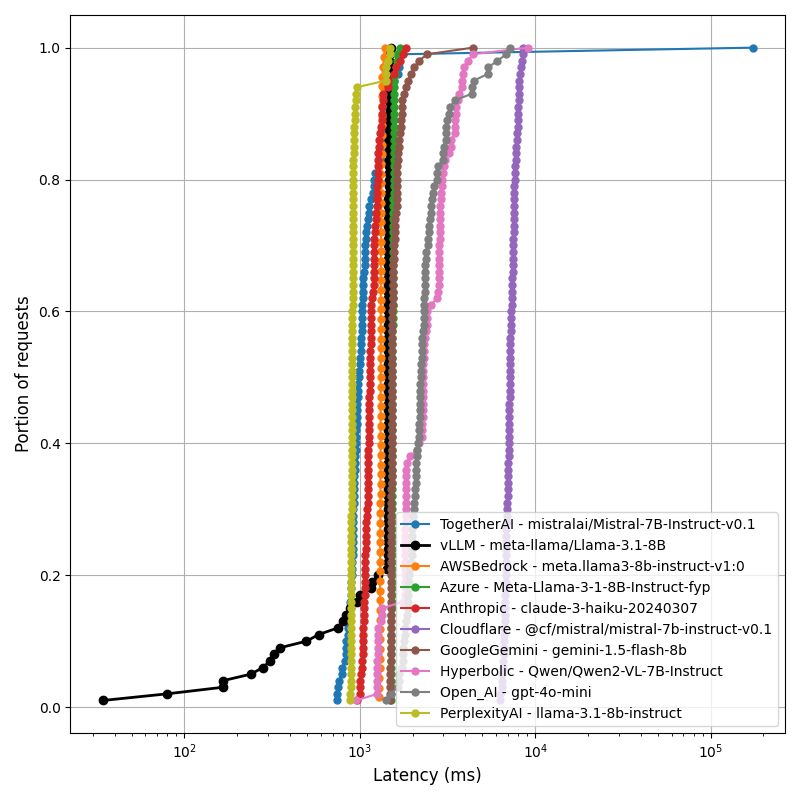 1.0
0.8
0.6
0.4
0.2
0.0
Portion of requests
TogetherAI - mistralai/Mistral-7B-Instruct-v0.1
vLLM - meta-llama/Llama-3.1-8B
AWSBedrock - meta.llama3-8b-instruct-v1:0
Azure - Meta-Llama-3-1-8B-Instruct-fyp
Anthropic - claude-3-haiku-20240307
Cloudflare - @cf/mistral/mistral-7b-instruct-v0.1
GoogleGemini - gemini-1.5-flash-8b
Hyperbolic - Qwen/Qwen2-VL-7B-Instruct
Open_AI - gpt-4o-mini
PerplexityAI - llama-3.1-8b-instruct
10² 10³ 10⁴ 10⁵
Latency (ms)